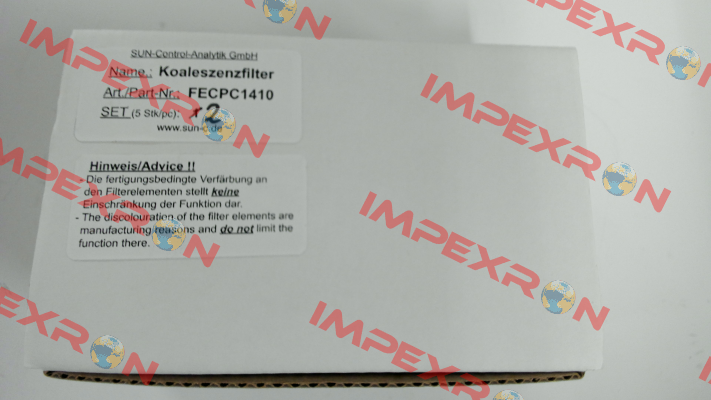 SUN-Control-Analytik GmbH
Name.: Koaleszenzfilter
Art./Part-Nr.: FECPC1410
SET (5 Stk/pc): x2
www.sun-c.de
Hinweis/Advice !!
- Die fertigungsbedingte Verfärbung an
den Filterelementen stellt keine
Einschränkung der Funktion dar.
- The discolouration of the filter elements are
manufacturing reasons and do not limit the
function there.
IMPEXRON
IMPEXRON
IMPEXRON
IMPEXRON
IMPEXRON
IMPEXRON
IMPEXRON
IMPEXRON